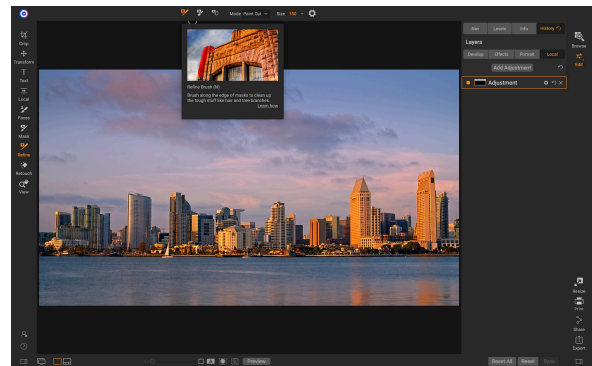 Mode Paint Out
Size 100
Nav
Levels
Info
History
Browse
Edit
Layers
Develop
Effects
Portrait
Local
Add Adjustment
Adjustment
Crop
Transform
Text
Local
Faces
Mask
Refine
Retouch
View
Refine Brush (N)
Brush along the edge of masks to clean up
the tough stuff like hair and tree branches.
Learn how
Resize
Print
Share
Export
Preview
Reset All
Reset
Sync